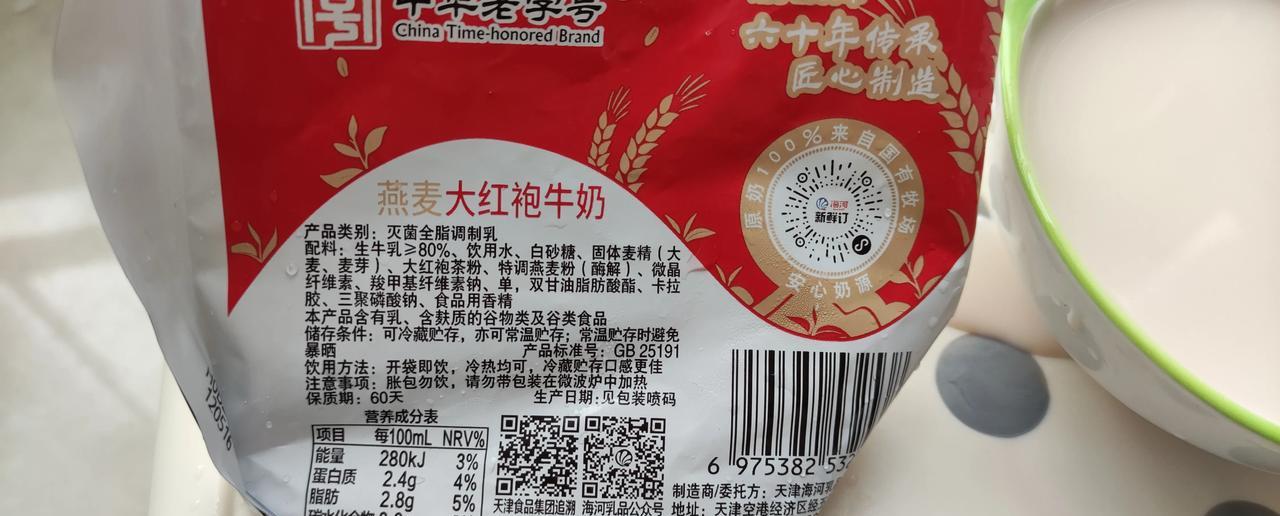 中华老字号
China Time-honored Brand
六十年传承
匠心制造
原奶100%来自国有牧场
海河
新鲜订
安心奶源
燕麦大红袍牛奶
产品类别：灭菌全脂调制乳
配料：生牛乳≥80%、饮用水、白砂糖、固体麦精（大
麦、麦芽）、大红袍茶粉、特调燕麦粉（酶解）、微晶
纤维素、羧甲基纤维素钠、单，双甘油脂肪酸酯、卡拉
胶、三聚磷酸钠、食品用香精
本产品含有乳、含麸质的谷物类及谷类食品
储存条件：可冷藏贮存，亦可常温贮存；常温贮存时避免
暴晒 产品标准号：GB 25191
饮用方法：开袋即饮，冷热均可，冷藏贮存口感更佳
注意事项：胀包勿饮，请勿带包装在微波炉中加热
保质期：60天 生产日期：见包装喷码
营养成分表
项目 每100mL NRV%
能量 280kJ 3%
蛋白质 2.4g 4%
脂肪 2.8g 5%
碳水化合物
天津食品集团追溯 海河乳品公众号
6 975382 53
制造商/委托方：天津海河乳
地址：天津空港经济区经
120516